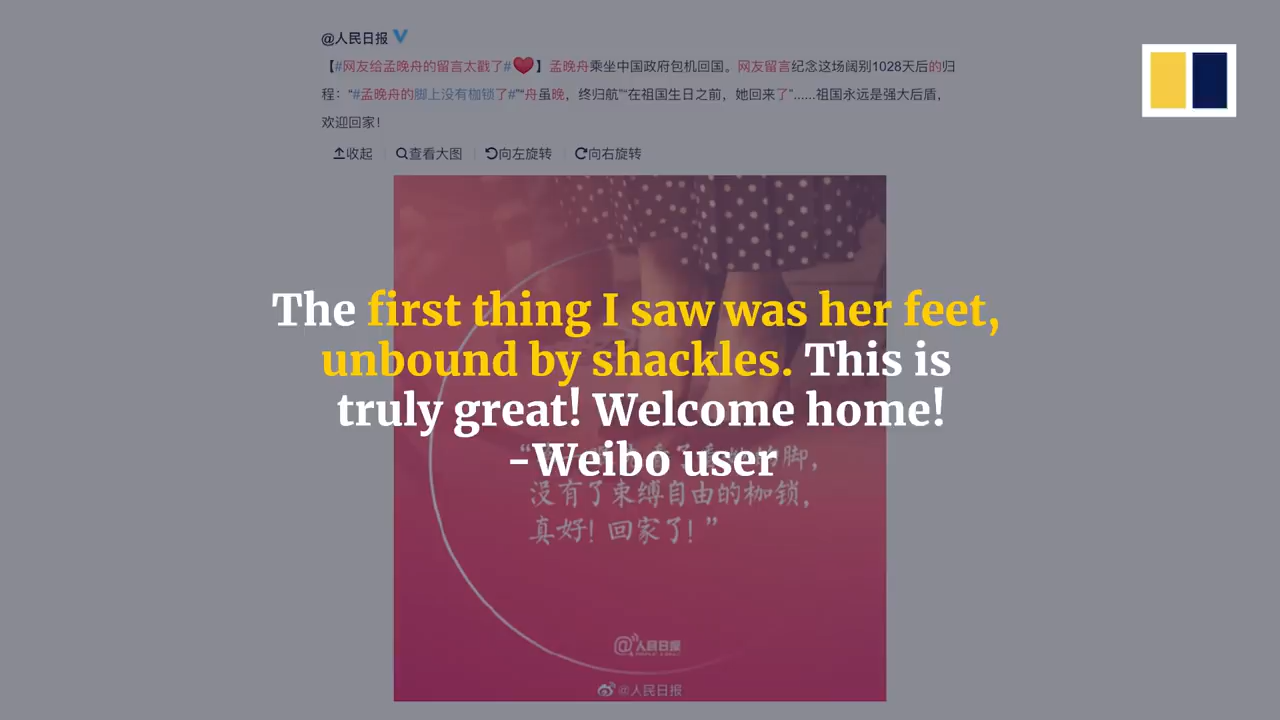 @人民日报
【#网友给孟晚舟的留言太戳了#❤】孟晚舟乘坐中国政府包机回国。网友留言纪念这场阔别1028天后的归
程："#孟晚舟的脚上没有枷锁了#""舟虽晚，终归航""在祖国生日之前，她回来了"......祖国永远是强大后盾，
欢迎回家！
收起 查看大图 向左旋转 向右旋转
The first thing I saw was her feet,
unbound by shackles. This is
truly great! Welcome home!
-Weibo user
脚，
没有了束缚自由的枷锁，
真好！回家了！”
@人民日报
@人民日报